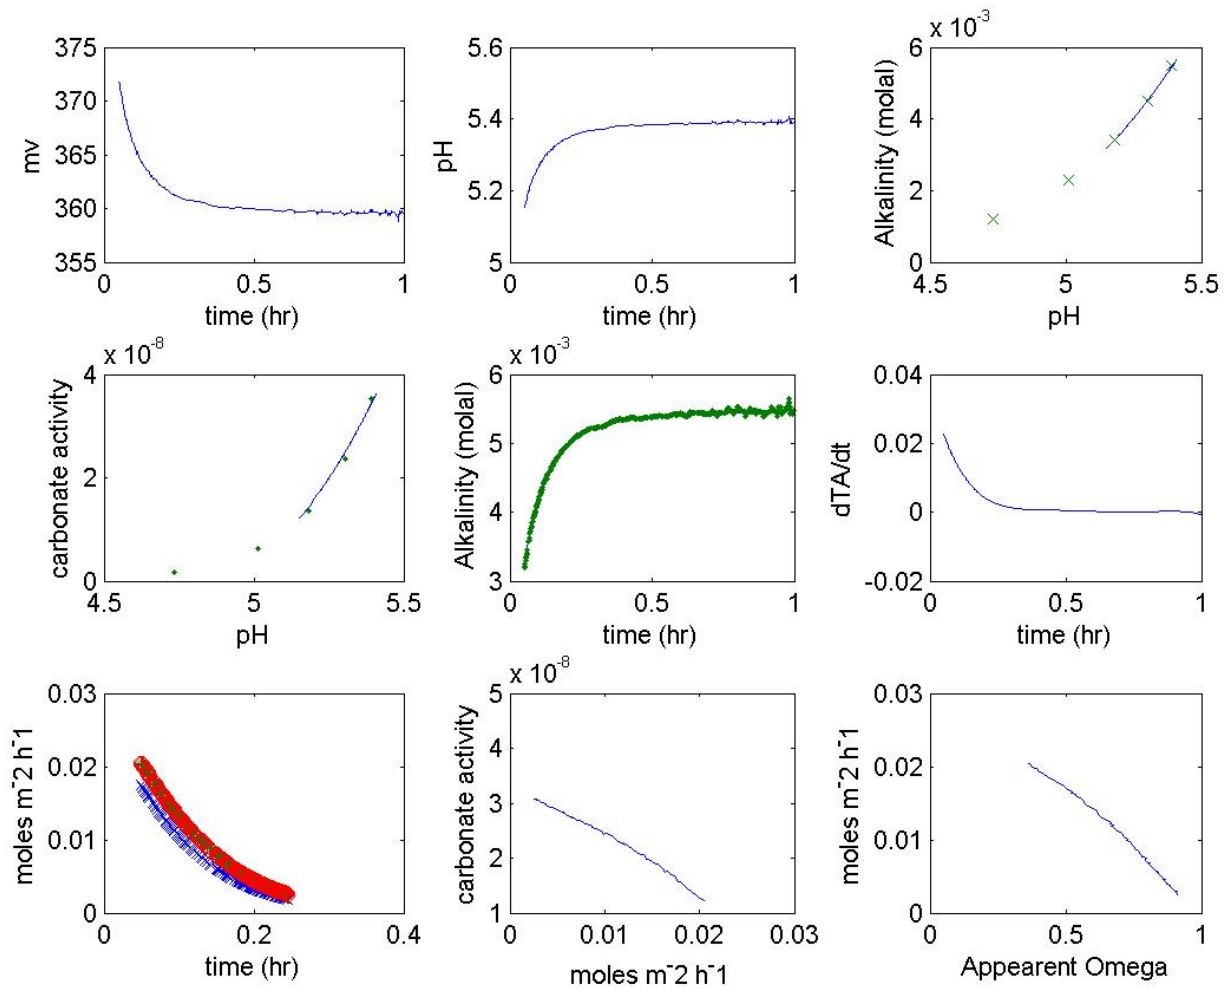 375
370
365
360
355
mv
0
0.5
1
time (hr)
5.6
5.4
5.2
5
pH
0
0.5
1
time (hr)
x 10-3
6
4
2
0
Alkalinity (molal)
4.5
5
5.5
pH
x 10-8
4
2
0
carbonate activity
4.5
5
5.5
pH
x 10-3
6
5
4
3
Alkalinity (molal)
0
0.5
1
time (hr)
0.04
0.02
0
-0.02
dTA/dt
0
0.5
1
time (hr)
0.03
0.02
0.01
0
moles m-2 h-1
0
0.2
0.4
time (hr)
x 10-8
5
4
3
2
1
carbonate activity
0
0.01
0.02
0.03
moles m-2 h-1
0.03
0.02
0.01
0
moles m-2 h-1
0
0.5
1
Appearent Omega